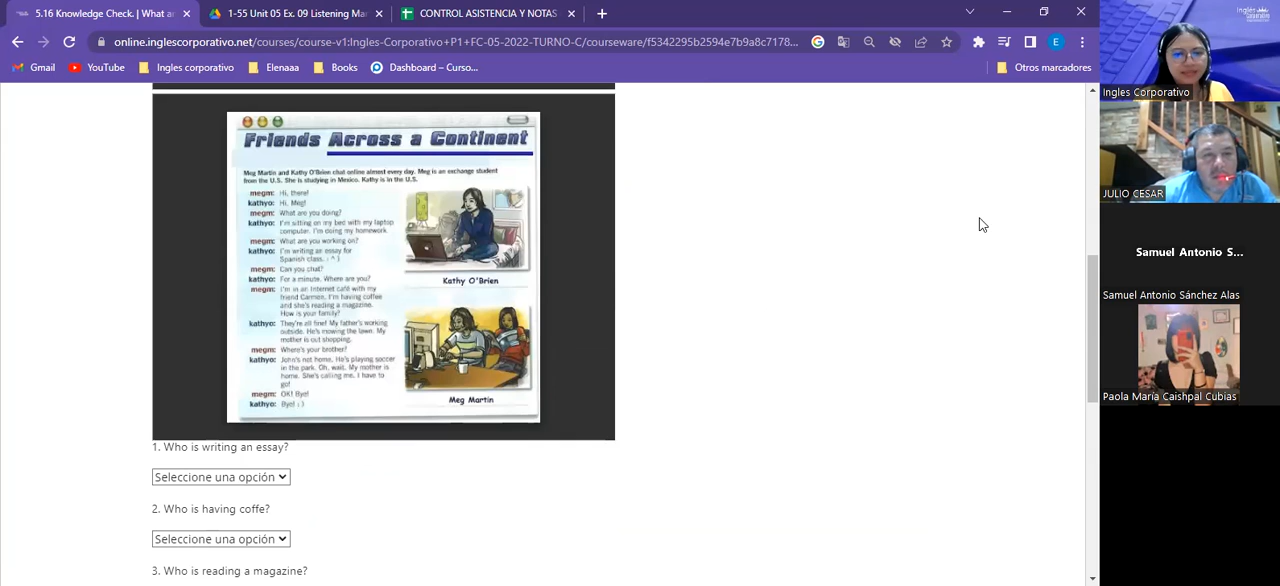 5.16 Knowledge Check. | What ar
1-55 Unit 05 Ex. 09 Listening Mar
CONTROL ASISTENCIA Y NOTAS
online.inglescorporativo.net/courses/course-v1:Ingles-Corporativo+P1+FC-05-2022-TURNO-C/courseware/f5342295b2594e7b9a8c7178...
E
Gmail
YouTube
Ingles corporativo
Elenaaa
Books
Dashboard – Curso...
Otros marcadores
Friends Across a Continent
Meg Martin and Kathy O'Brien chat online almost every day. Meg is an exchange student
from the U.S. She is studying in Mexico. Kathy is in the U.S.
megm: Hi, there!
kathyo: Hi, Meg!
megm: What are you doing?
kathyo: I'm sitting on my bed with my laptop
computer. I'm doing my homework.
megm: What are you working on?
kathyo: I'm writing an essay for
Spanish class. : ^ )
megm: Can you chat?
kathyo: For a minute. Where are you?
megm: I'm in an Internet café with my
friend Carmen. I'm having coffee
and she's reading a magazine.
How is your family?
kathyo: They're all fine! My father's working
outside. He's mowing the lawn. My
mother is out shopping.
megm: Where's your brother?
kathyo: John's not home. He's playing soccer
in the park. Oh, wait. My mother is
home. She's calling me. I have to
go!
megm: OK! Bye!
kathyo: Bye! : )
Kathy O'Brien
Meg Martin
1. Who is writing an essay?
Seleccione una opción
2. Who is having coffe?
Seleccione una opción
3. Who is reading a magazine?
Ingles Corporativo
JULIO CESAR
Samuel Antonio S...
Samuel Antonio Sánchez Alas
Paola María Caishpal Cubias